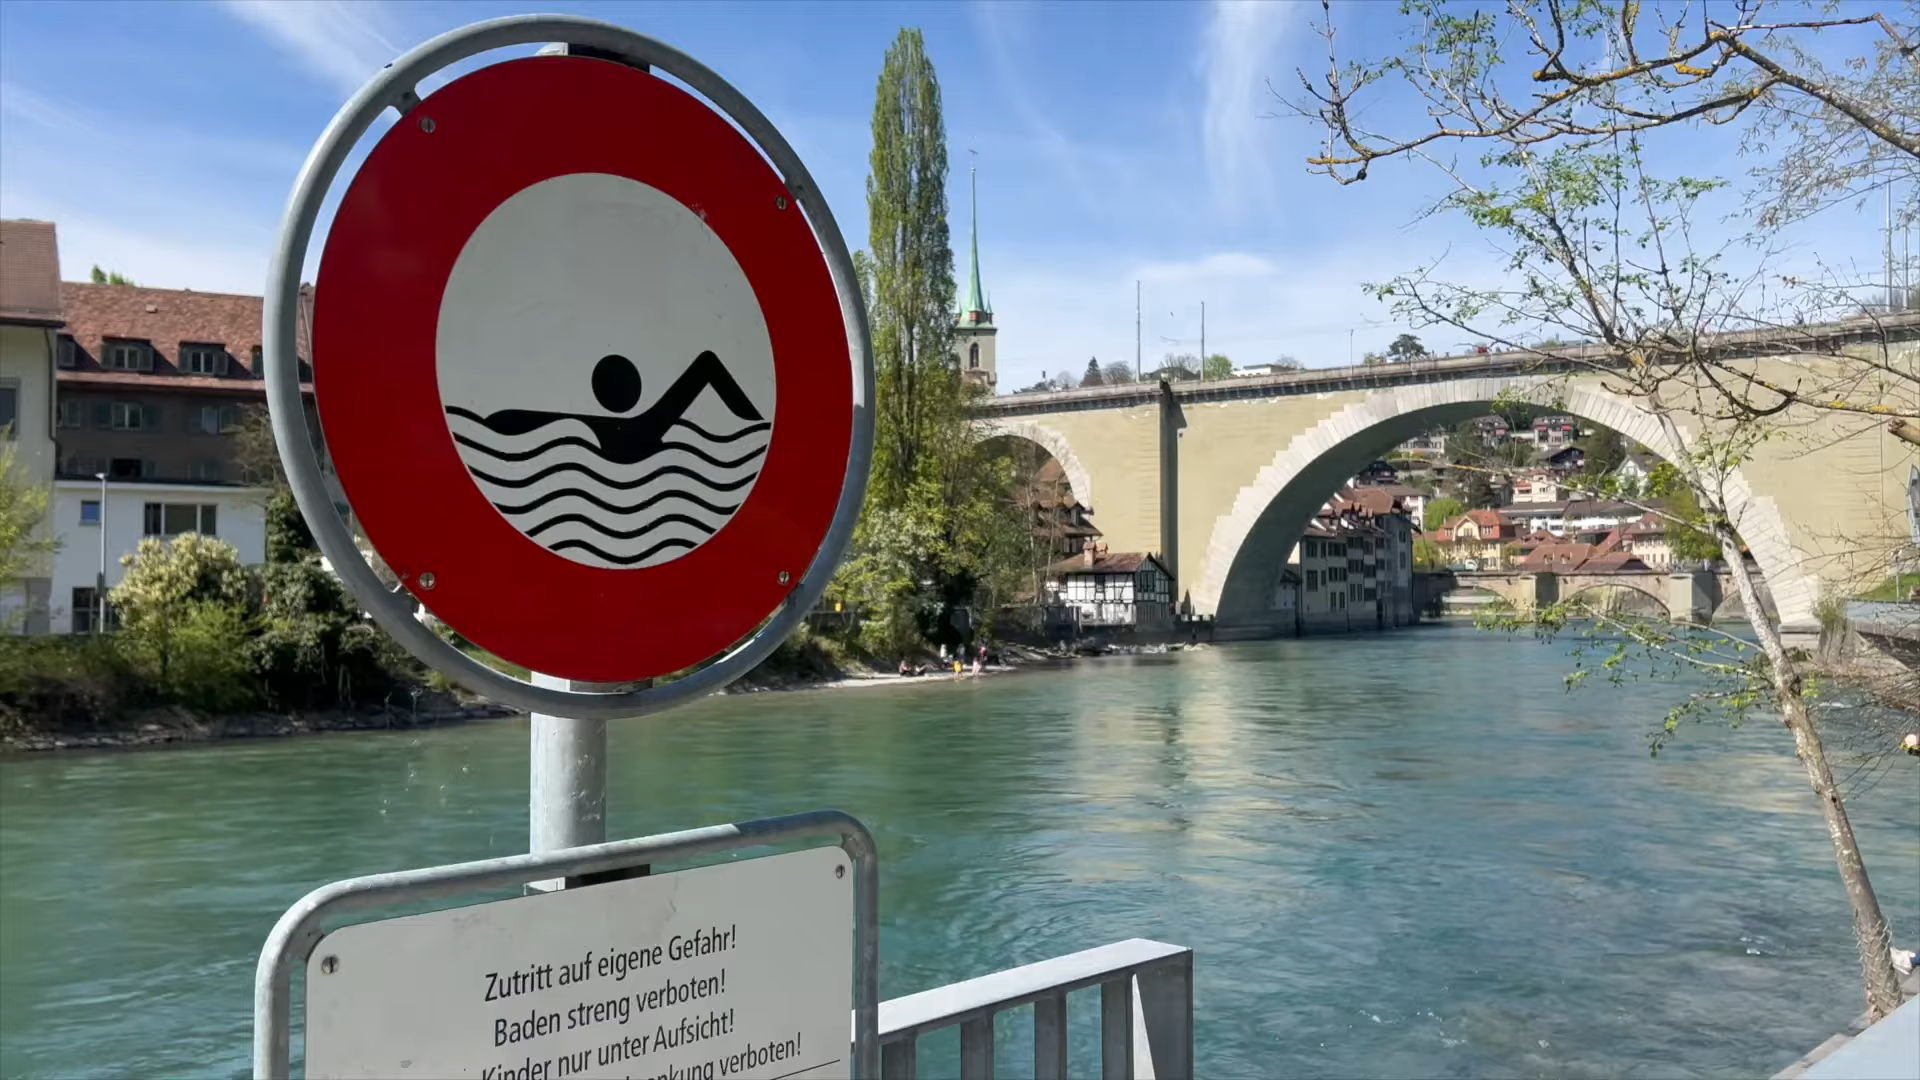 Zutritt auf eigene Gefahr!
Baden streng verboten!
Kinder nur unter Aufsicht!
verboten!